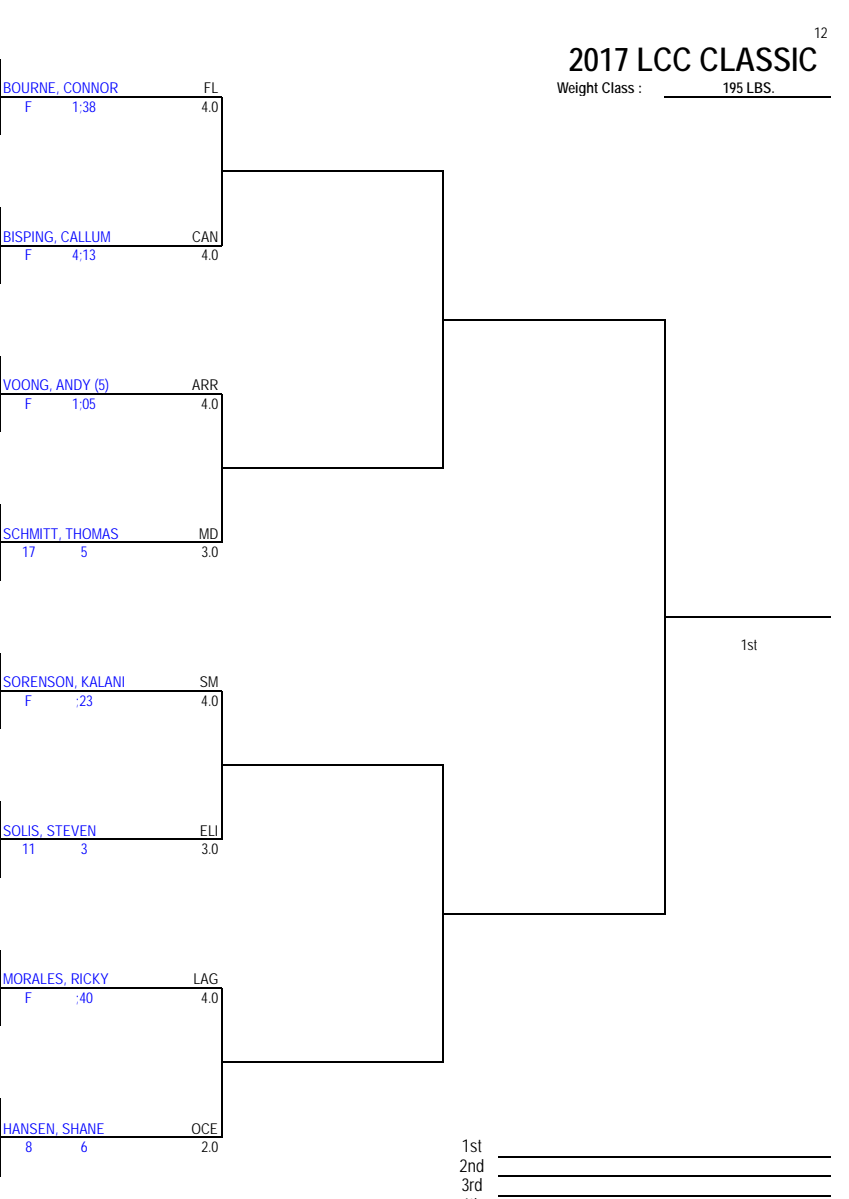 12
2017 LCC CLASSIC
Weight Class : 195 LBS.
BOURNE, CONNOR FL
F 1;38 4.0
BISPING, CALLUM CAN
F 4;13 4.0
VOONG, ANDY (5) ARR
F 1;05 4.0
SCHMITT, THOMAS MD
17 5 3.0
1st
SORENSON, KALANI SM
F ;23 4.0
SOLIS, STEVEN ELI
11 3 3.0
MORALES, RICKY LAG
F ;40 4.0
HANSEN, SHANE OCE
8 6 2.0
1st
2nd
3rd